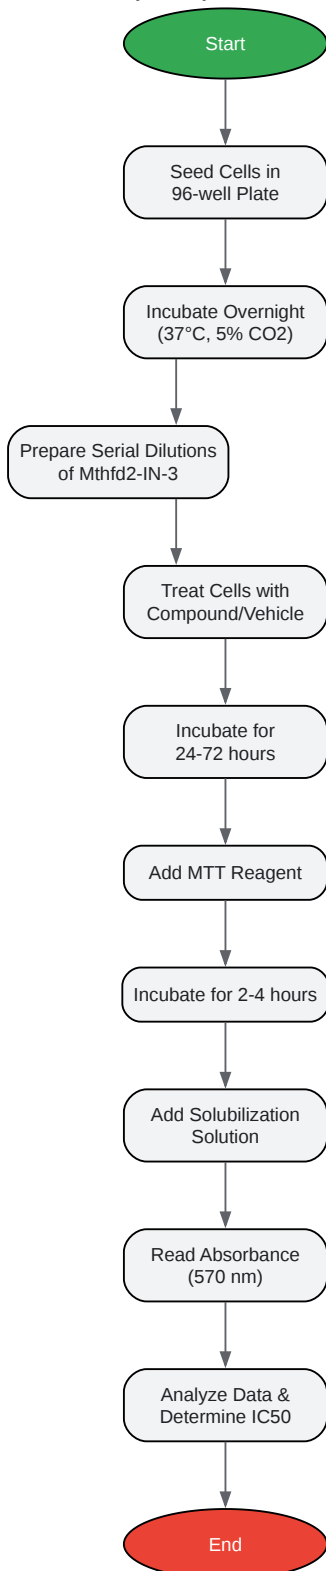 Start
Seed Cells in
96-well Plate
Incubate Overnight
(37°C, 5% CO2)
Prepare Serial Dilutions
of Mthfd2-IN-3
Treat Cells with
Compound/Vehicle
Incubate for
24-72 hours
Add MTT Reagent
Incubate for 2-4 hours
Add Solubilization
Solution
Read Absorbance
(570 nm)
Analyze Data &
Determine IC50
End